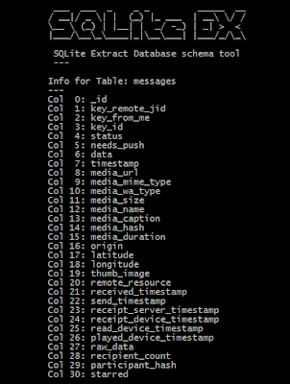 SQLite EX
SQLite Extract Database schema tool
---
Info for Table: messages
---
Col 0: _id
Col 1: key_remote_jid
Col 2: key_from_me
Col 3: key_id
Col 4: status
Col 5: needs_push
Col 6: data
Col 7: timestamp
Col 8: media_url
Col 9: media_mime_type
Col 10: media_wa_type
Col 11: media_size
Col 12: media_name
Col 13: media_caption
Col 14: media_hash
Col 15: media_duration
Col 16: origin
Col 17: latitude
Col 18: longitude
Col 19: thumb_image
Col 20: remote_resource
Col 21: received_timestamp
Col 22: send_timestamp
Col 23: receipt_server_timestamp
Col 24: receipt_device_timestamp
Col 25: read_device_timestamp
Col 26: played_device_timestamp
Col 27: raw_data
Col 28: recipient_count
Col 29: participant_hash
Col 30: starred